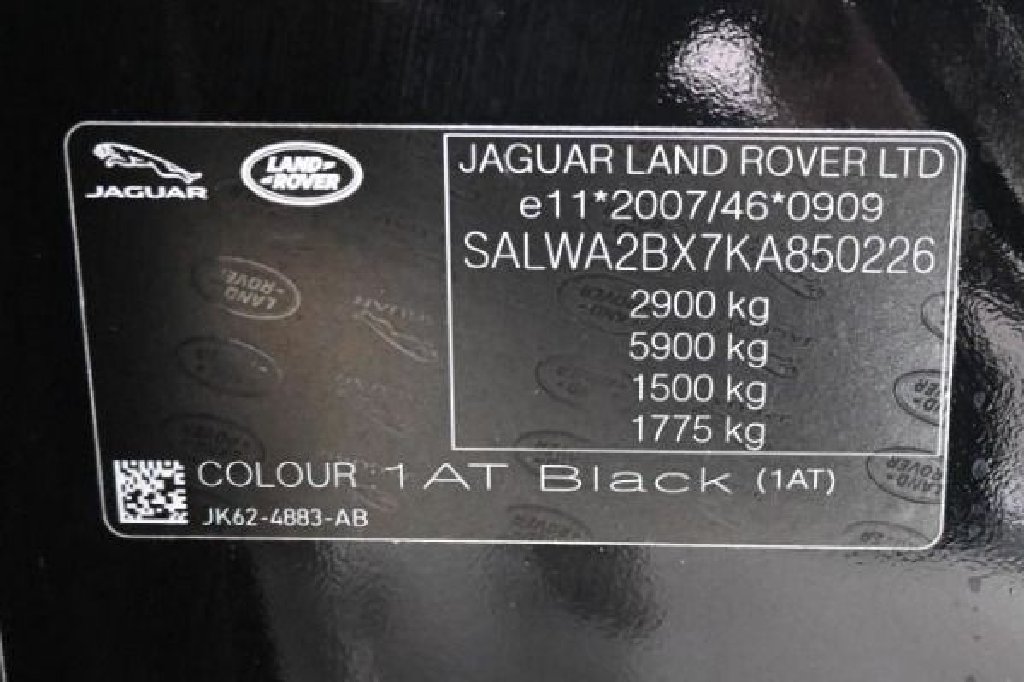 JAGUAR
LAND-
-ROVER
JAGUAR LAND ROVER LTD
e11*2007/46*0909
SALWA2BX7KA850226
2900 kg
5900 kg
1500 kg
1775 kg
COLOUR : 1AT Black (1AT)
JK62-4883-AB